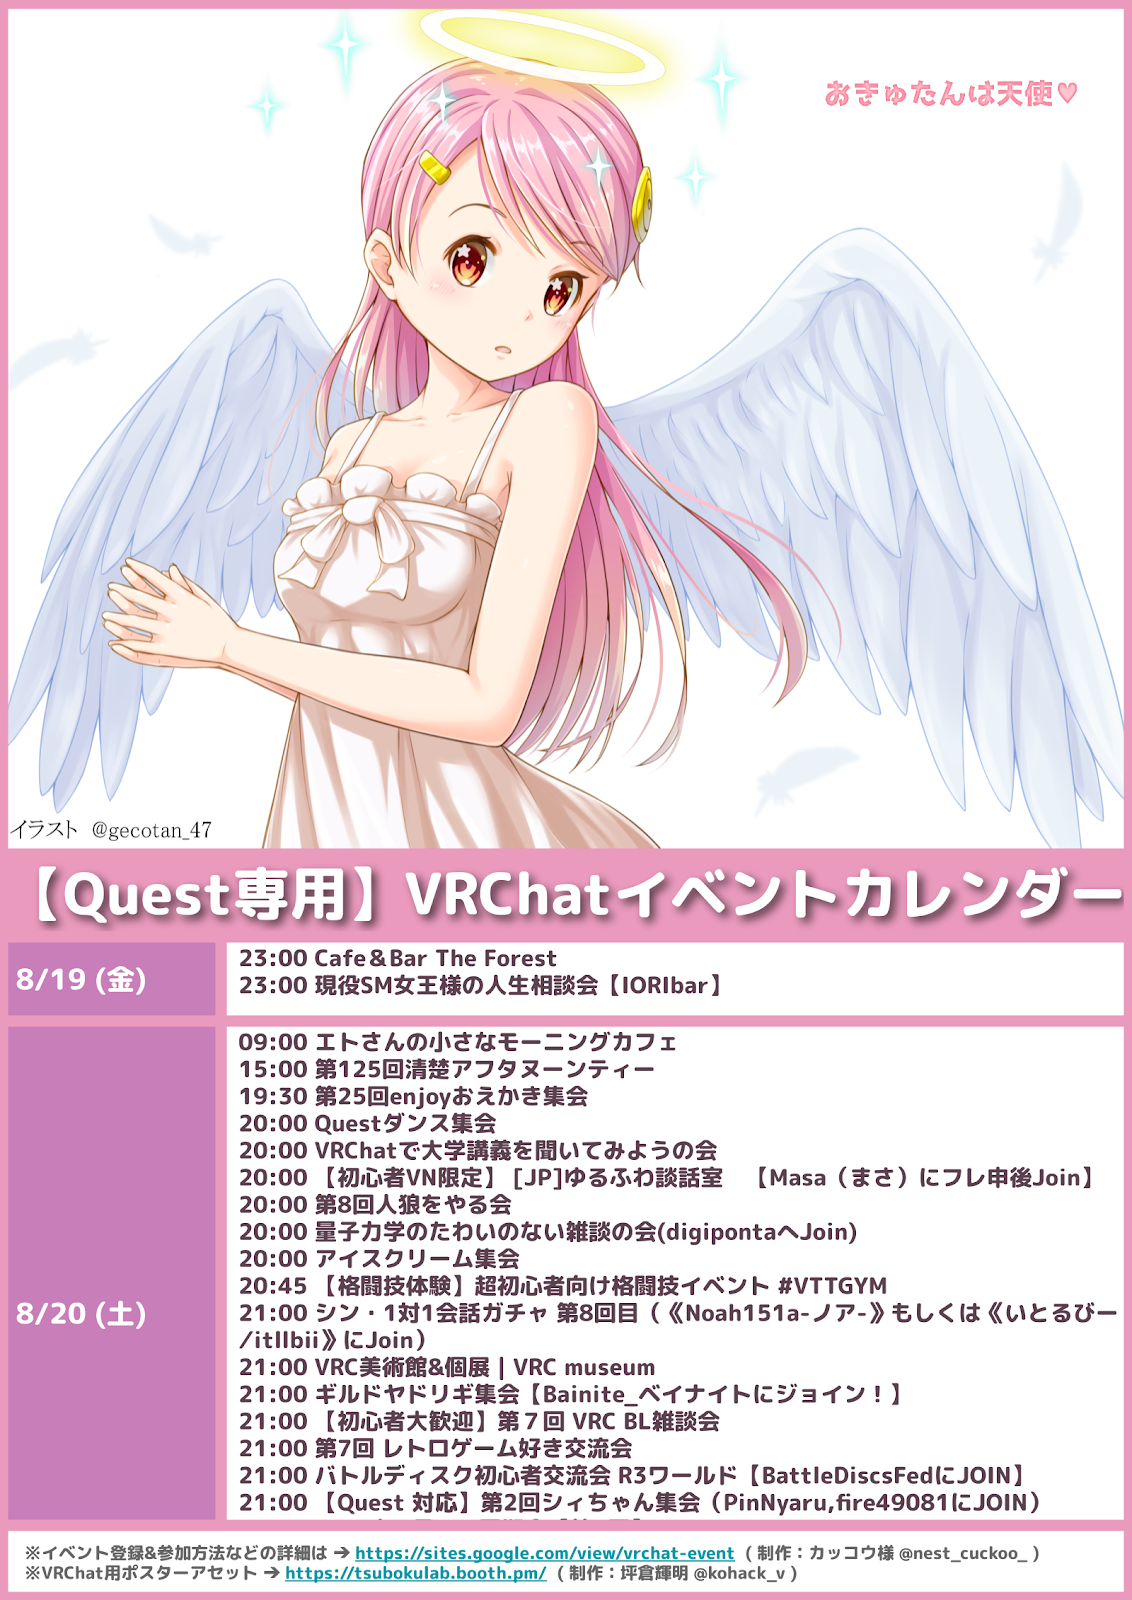 おきゅたんは天使♥
イラスト @gecotan_47
【Quest専用】VRChatイベントカレンダー
8/19 (金)
23:00 Cafe＆Bar The Forest
23:00 現役SM女王様の人生相談会【IORIbar】
8/20 (土)
09:00 エトさんの小さなモーニングカフェ
15:00 第125回清楚アフタヌーンティー
19:30 第25回enjoyおえかき集会
20:00 Questダンス集会
20:00 VRChatで大学講義を聞いてみようの会
20:00 【初心者VN限定】 [JP]ゆるふわ談話室　【Masa（まさ）にフレ申後Join】
20:00 第8回人狼をやる会
20:00 量子力学のたわいのない雑談の会(digipontaへJoin)
20:00 アイスクリーム集会
20:45 【格闘技体験】超初心者向け格闘技イベント #VTTGYM
21:00 シン・1対1会話ガチャ 第8回目（《Noah151a-ノア-》もしくは《いとるびー
/itllbii》にJoin）
21:00 VRC美術館&個展 | VRC museum
21:00 ギルドヤドリギ集会【Bainite_ベイナイトにジョイン！】
21:00 【初心者大歓迎】第７回 VRC BL雑談会
21:00 第7回 レトロゲーム好き交流会
21:00 バトルディスク初心者交流会 R3ワールド【BattleDiscsFedにJOIN】
21:00 【Quest 対応】第2回シィちゃん集会（PinNyaru,fire49081にJOIN）
※イベント登録&参加方法などの詳細は → https://sites.google.com/view/vrchat-event ( 制作：カッコウ様 @nest_cuckoo_ )
※VRChat用ポスターアセット → https://tsubokulab.booth.pm/ ( 制作：坪倉輝明 @kohack_v )